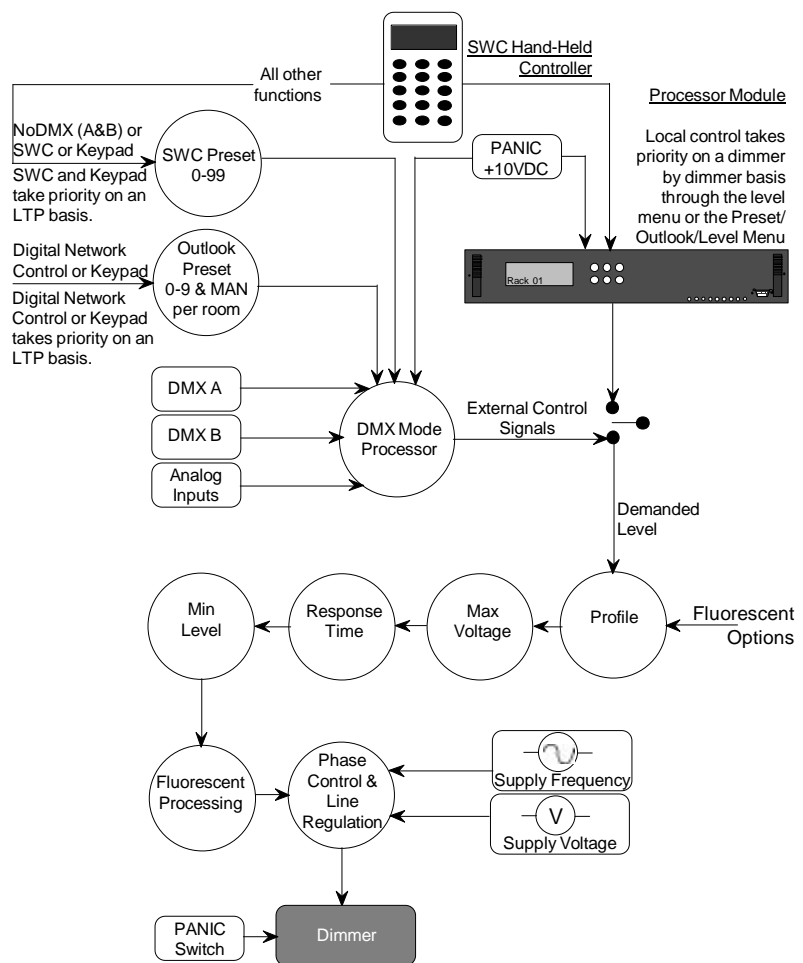 SWC Hand-Held
Controller
All other
functions
Processor Module
NoDMX (A&B) or
SWC or Keypad
SWC and Keypad
take priority on an
LTP basis.
SWC Preset
0-99
PANIC
+10VDC
Local control takes
priority on a dimmer
by dimmer basis
through the level
menu or the Preset/
Outlook/Level Menu
Digital Network
Control or Keypad
Digital Network
Control or Keypad
takes priority on an
LTP basis.
Outlook
Preset
0-9 & MAN
per room
Rack 01
DMX A
DMX B
Analog
Inputs
DMX Mode
Processor
External Control
Signals
Demanded
Level
Min
Level
Response
Time
Max
Voltage
Profile
Fluorescent
Options
Fluorescent
Processing
Phase
Control &
Line
Regulation
Supply Frequency
V
Supply Voltage
PANIC
Switch
Dimmer